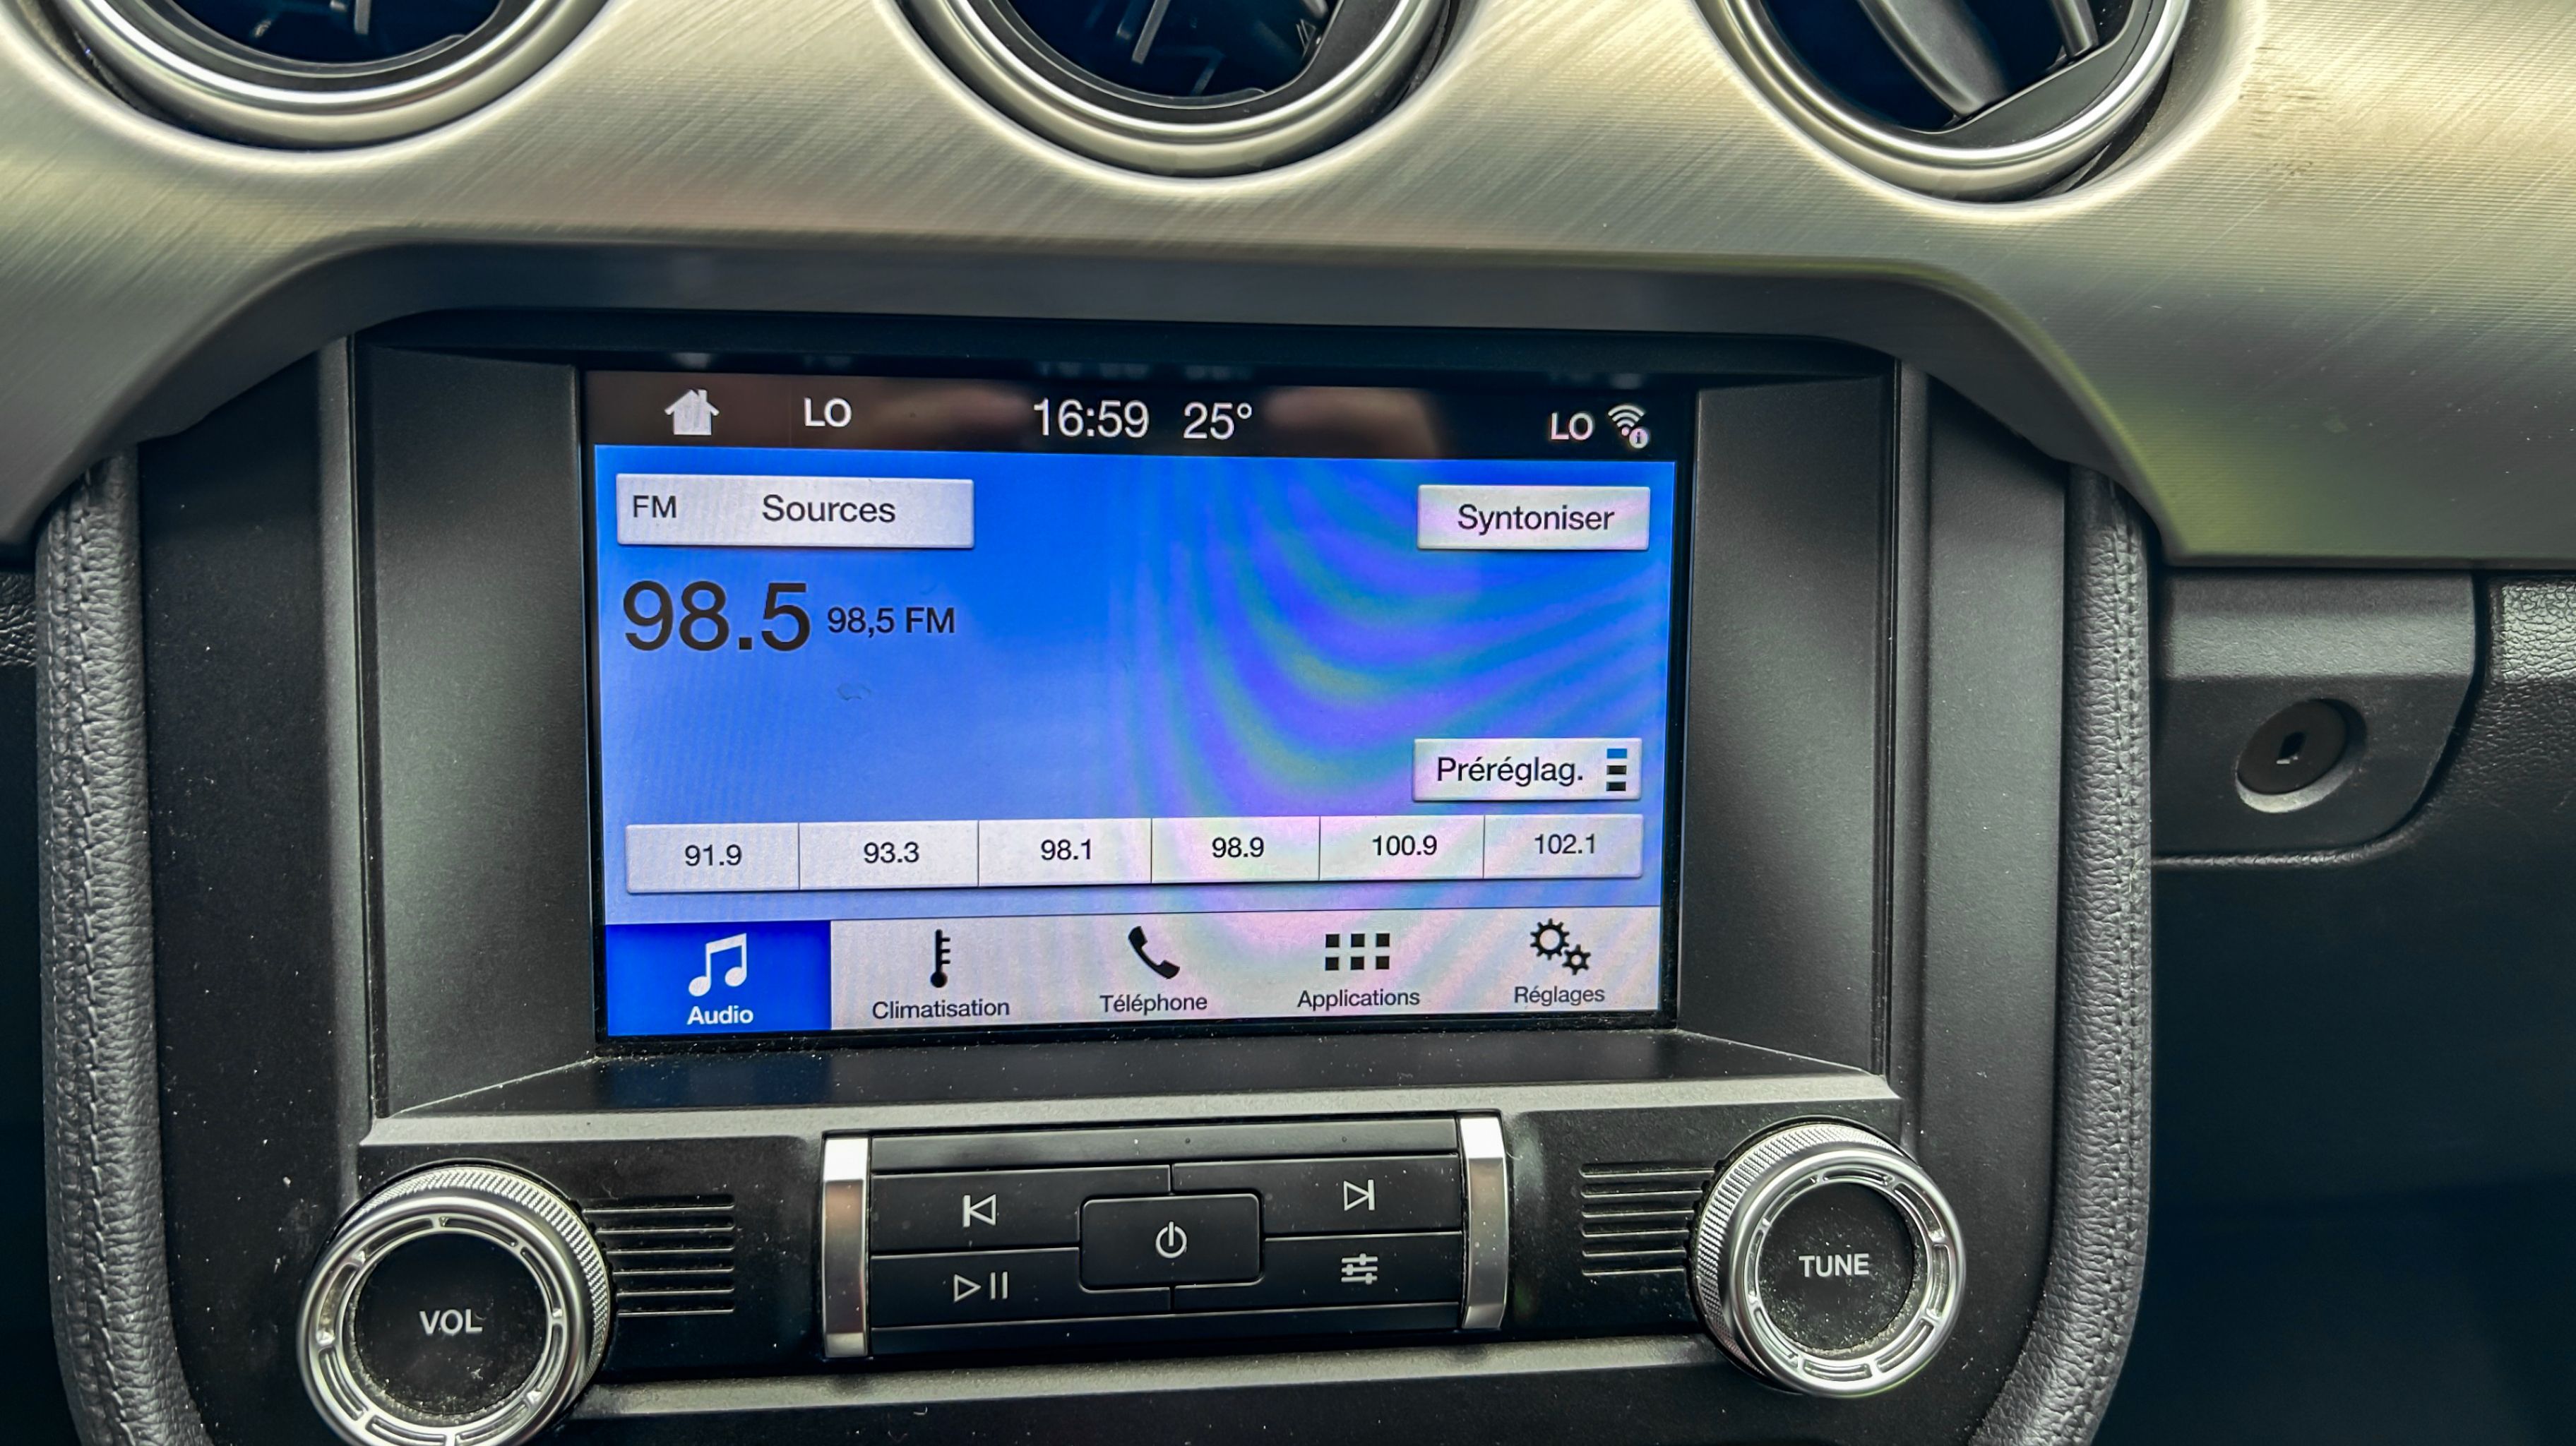 LO 16:59 25° LO
FM Sources Syntoniser
98.5 98,5 FM
Préréglag.
91.9 93.3 98.1 98.9 100.9 102.1
Audio Climatisation Téléphone Applications Réglages
VOL TUNE